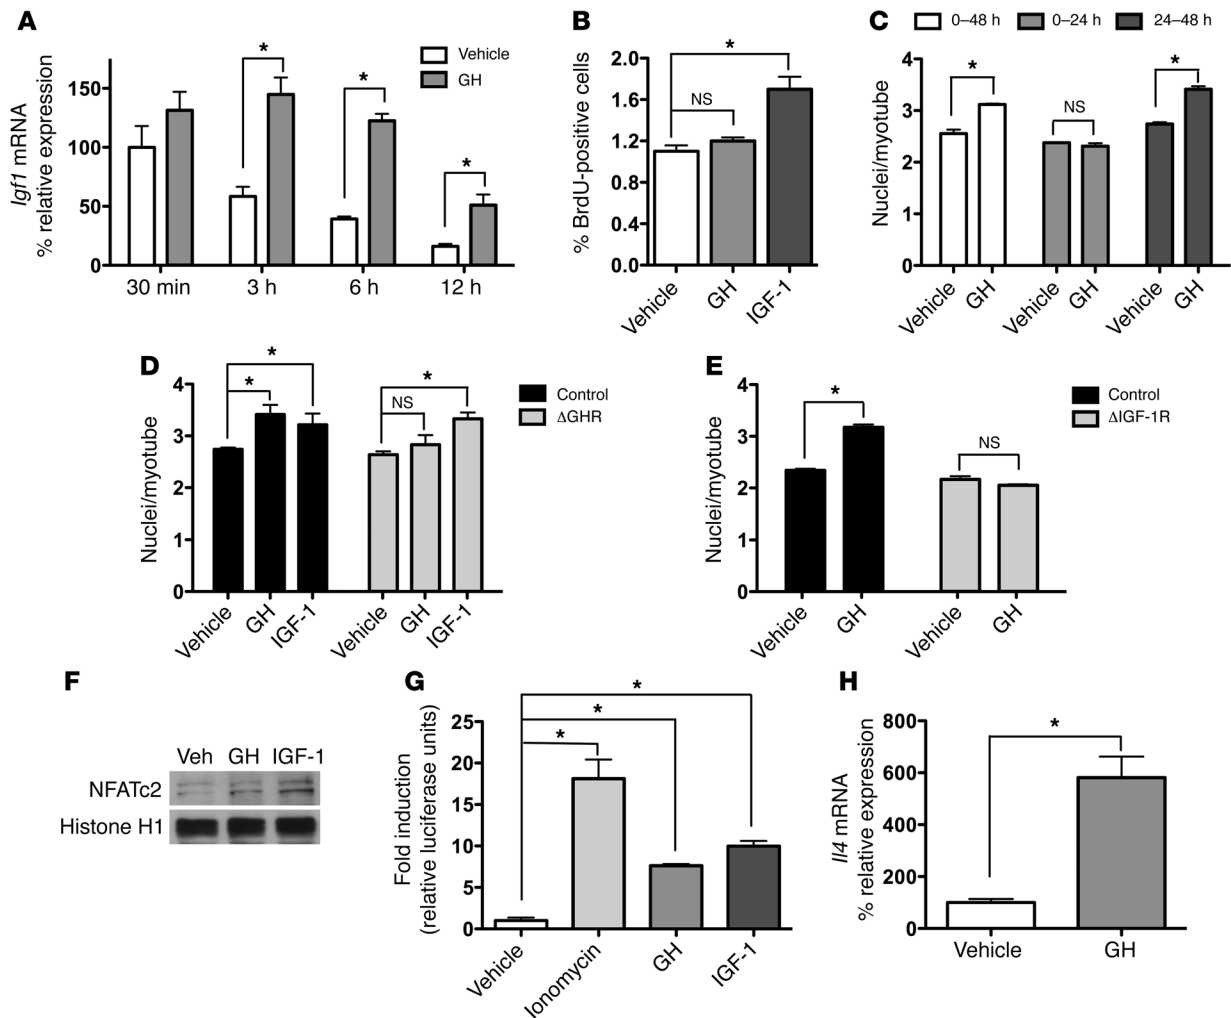 A
Igf1 mRNA
% relative expression
150
100
50
0
* * *
Vehicle
GH
30 min 3 h 6 h 12 h
B
% BrdU-positive cells
2.0
1.6
1.2
0.8
0.4
0.0
*
NS
Vehicle GH IGF-1
C
0–48 h 0–24 h 24–48 h
Nuclei/myotube
4
3
2
1
0
* NS *
Vehicle GH Vehicle GH Vehicle GH
D
Nuclei/myotube
4
3
2
1
0
*
* NS *
Control
ΔGHR
Vehicle GH IGF-1 Vehicle GH IGF-1
E
Nuclei/myotube
4
3
2
1
0
* NS
Control
ΔIGF-1R
Vehicle GH Vehicle GH
F
Veh GH IGF-1
NFATc2
Histone H1
G
Fold induction
(relative luciferase units)
25
20
15
10
5
0
*
*
*
Vehicle Ionomycin GH IGF-1
H
Il4 mRNA
% relative expression
800
600
400
200
0
*
Vehicle GH